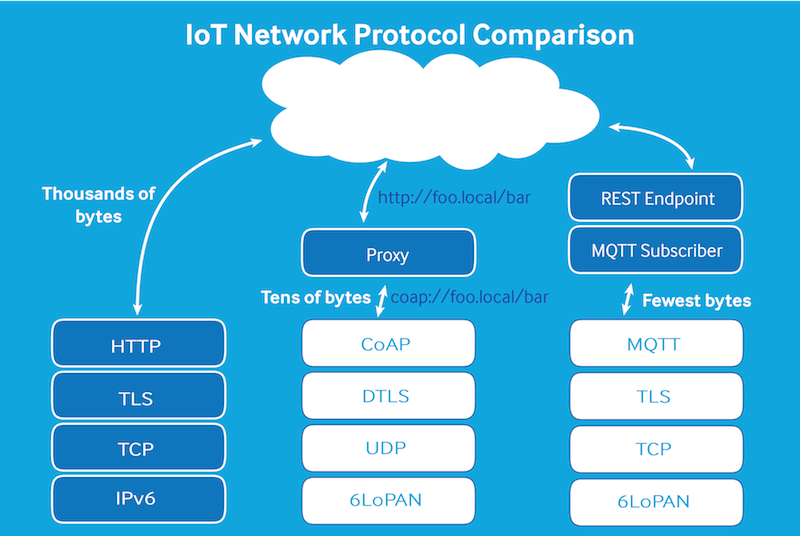 IoT Network Protocol Comparison
Thousands of
bytes
http://foo.local/bar
REST Endpoint
Proxy
MQTT Subscriber
Tens of bytes
coap://foo.local/bar
Fewest bytes
HTTP
CoAP
MQTT
TLS
DTLS
TLS
TCP
UDP
TCP
IPv6
6LoPAN
6LoPAN